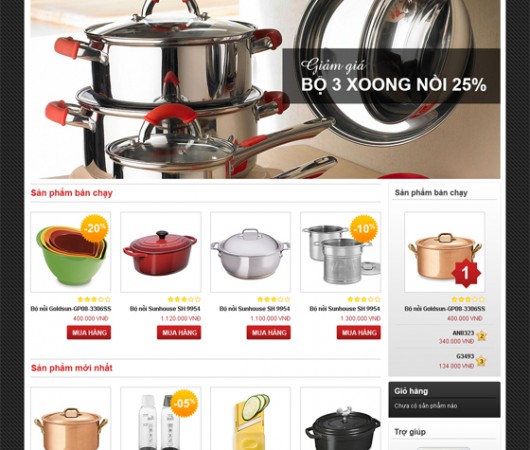 Giảm giá
BỘ 3 XOONG NỒI 25%
Sản phẩm bán chạy
-20%
-10%
Bộ nồi Goldsun-GP08-3386SS
400.000 VNĐ
MUA HÀNG
Bộ nồi Sunhouse SH 9954
1.120.000 VNĐ
MUA HÀNG
Bộ nồi Sunhouse SH 9954
1.100.000 VNĐ
MUA HÀNG
Bộ nồi Sunhouse SH 9954
1.300.000 VNĐ
MUA HÀNG
Sản phẩm mới nhất
-05%
Sản phẩm bán chạy
1
Bộ nồi Goldsun-GP08-3386SS
400.000 VNĐ
AN8323
340.000 VNĐ
2
G3493
134.000 VNĐ
3
Giỏ hàng
Chưa có sản phẩm nào
Trợ giúp